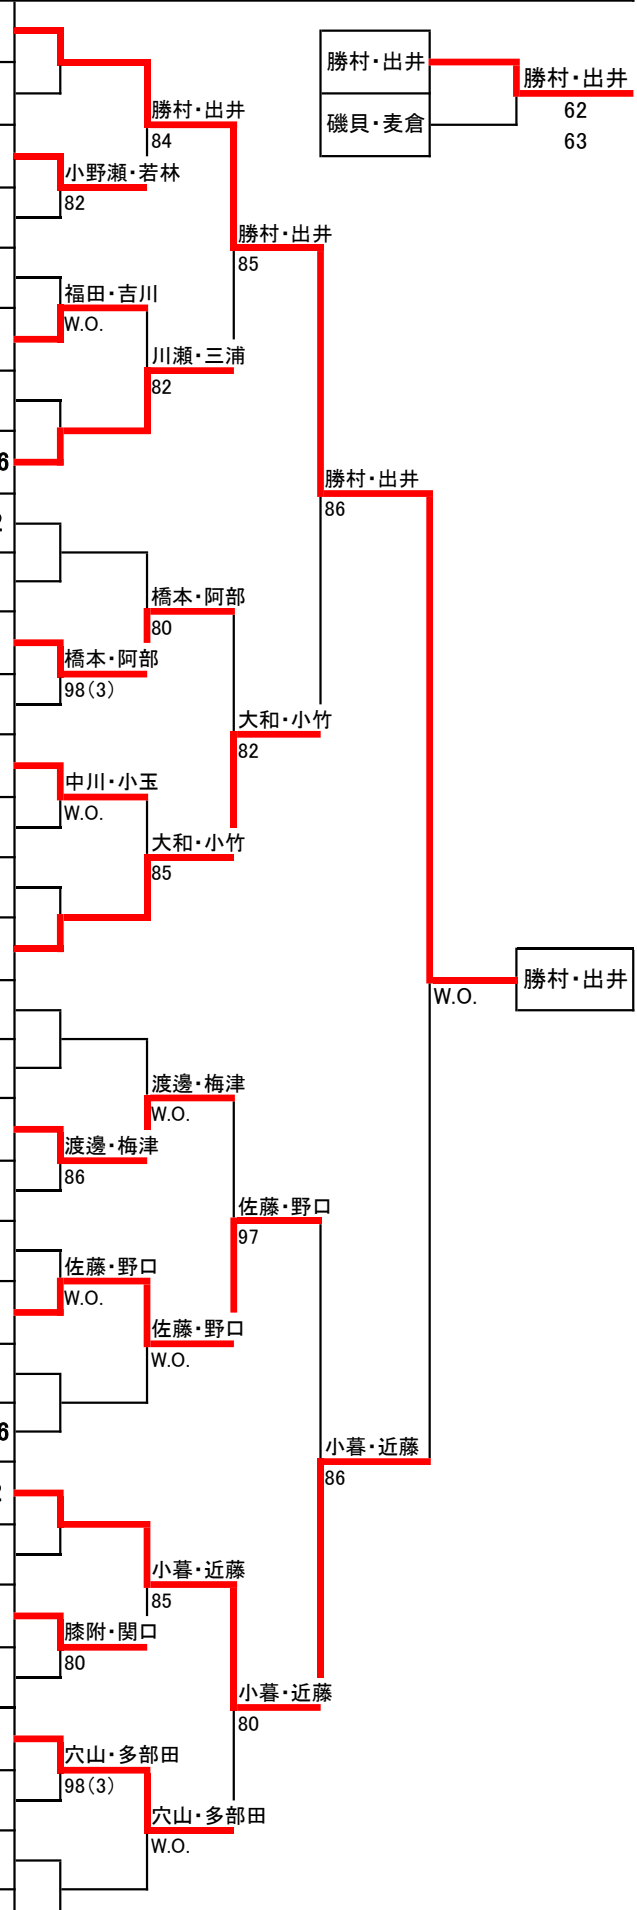 勝村・出井
勝村・出井
62
磯貝・麦倉
63
勝村・出井
84
小野瀬・若林
82
勝村・出井
85
福田・吉川
W.O.
川瀬・三浦
82
6
勝村・出井
86
2
橋本・阿部
80
橋本・阿部
98(3)
大和・小竹
82
中川・小玉
W.O.
大和・小竹
85
勝村・出井
W.O.
渡邊・梅津
W.O.
渡邊・梅津
86
佐藤・野口
97
佐藤・野口
W.O.
佐藤・野口
W.O.
6
小暮・近藤
86
2
小暮・近藤
85
膝附・関口
80
小暮・近藤
80
穴山・多部田
98(3)
穴山・多部田
W.O.